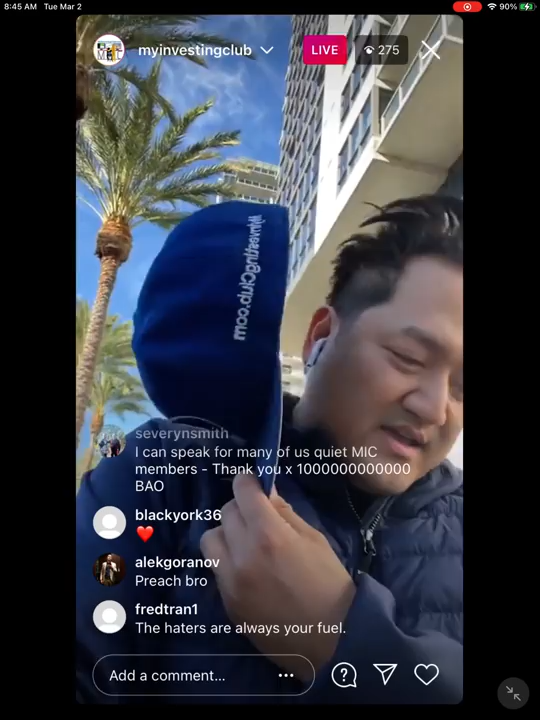 8:45 AM Tue Mar 2
90%
myinvestingclub
LIVE
275
MyInvestingClub.com
severynsmith
I can speak for many of us quiet MIC
members - Thank you x 1000000000000
BAO
blackyork36
alekgoranov
Preach bro
fredtran1
The haters are always your fuel.
Add a comment...